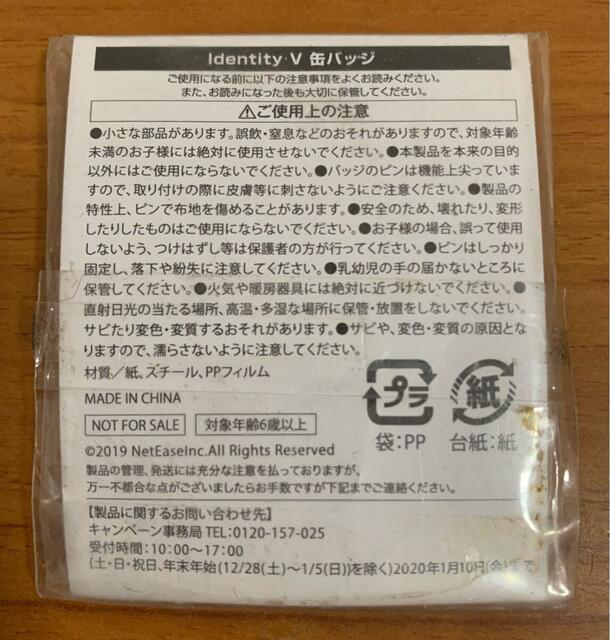 Identity V 缶バッジ
ご使用になる前に以下の注意事項をよくお読みください。
また、お読みになった後も大切に保管してください。
⚠ご使用上の注意
●小さな部品があります。誤飲・窒息などのおそれがありますので、対象年齢
未満のお子様には絶対に使用させないでください。●本製品を本来の目的
以外にはご使用にならないでください。●バッジのピンは機能上尖っていま
すので、取り付けの際に皮膚等に刺さないようにご注意ください。●製品の
特性上、ピンで布地を傷めることがあります。●安全のため、壊れたり、変形
したりしたものはご使用にならないでください。●お子様の場合、誤って使用
しないよう、つけはずし等は保護者の方が行ってください。●ピンはしっかり
固定し、落下や紛失に注意してください。●乳幼児の手の届かないところに
保管してください。●火気や暖房器具には絶対に近づけないでください。●
直射日光の当たる場所、高温・多湿な場所に保管・放置をしないでください。
サビたり変色・変質するおそれがあります。●サビや、変色・変質の原因とな
りますので、濡らさないように注意してください。
材質/紙、スチール、PPフィルム
MADE IN CHINA
NOT FOR SALE 対象年齢6歳以上
プラ 紙
袋:PP 台紙:紙
©2019 NetEaseInc.All Rights Reserved
製品の管理、発送には充分な注意を払っておりますが、
万一不都合な点がございましたらお手数ですが下記までご連絡ください。
【製品に関するお問い合わせ先】
キャンペーン事務局 TEL:0120-157-025
受付時間:10:00〜17:00
(土・日・祝日、年末年始(12/28(土)〜1/5(日))を除く)2020年1月10日(金)まで